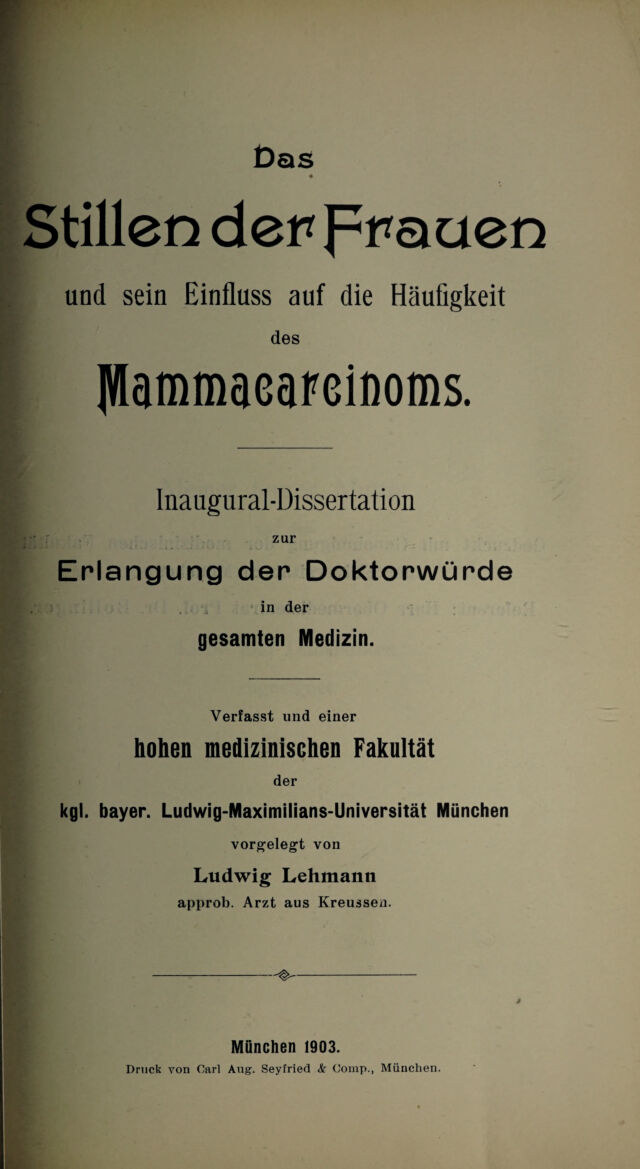 Das
Stillen der Frauen
und sein Einfluss auf die Häufigkeit
des
Mammacarcinoms.
Inaugural-Dissertation
zur
Erlangung der Doktorwürde
in der
gesamten Medizin.
Verfasst und einer
hohen medizinischen Fakultät
der
kgl. bayer. Ludwig-Maximilians-Universität München
vorgelegt von
Ludwig Lehmann
approb. Arzt aus Kreussen.
München 1903.
Druck von Carl Aug. Seyfried & Comp., München.